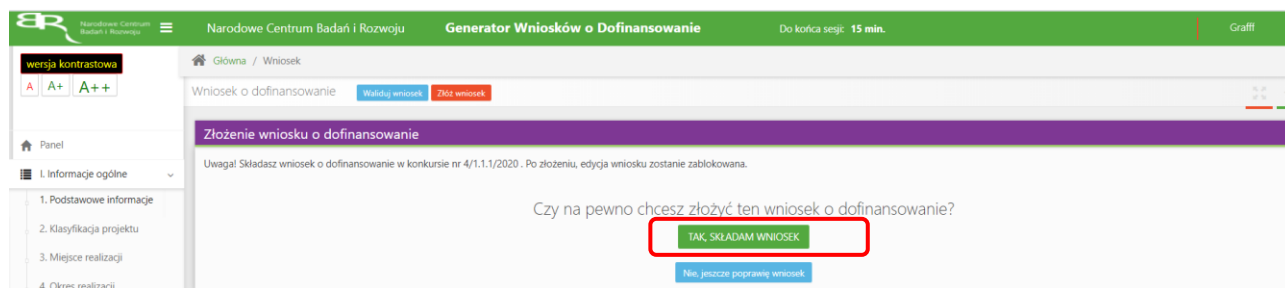 Narodowe Centrum
Badań i Rozwoju
Narodowe Centrum Badań i Rozwoju
Generator Wniosków o Dofinansowanie
Do końca sesji: 15 min.
Grafff
wersja kontrastowa
A A+ A++
Główna / Wniosek
Wniosek o dofinansowanie
Waliduj wniosek
Złóż wniosek
Złożenie wniosku o dofinansowanie
Panel
Uwaga! Składasz wniosek o dofinansowanie w konkursie nr 4/1.1.1/2020 . Po złożeniu, edycja wniosku zostanie zablokowana.
I. Informacje ogólne
1. Podstawowe informacje
2. Klasyfikacja projektu
3. Miejsce realizacji
4. Okres realizacji
Czy na pewno chcesz złożyć ten wniosek o dofinansowanie?
TAK, SKŁADAM WNIOSEK
Nie, jeszcze poprawię wniosek